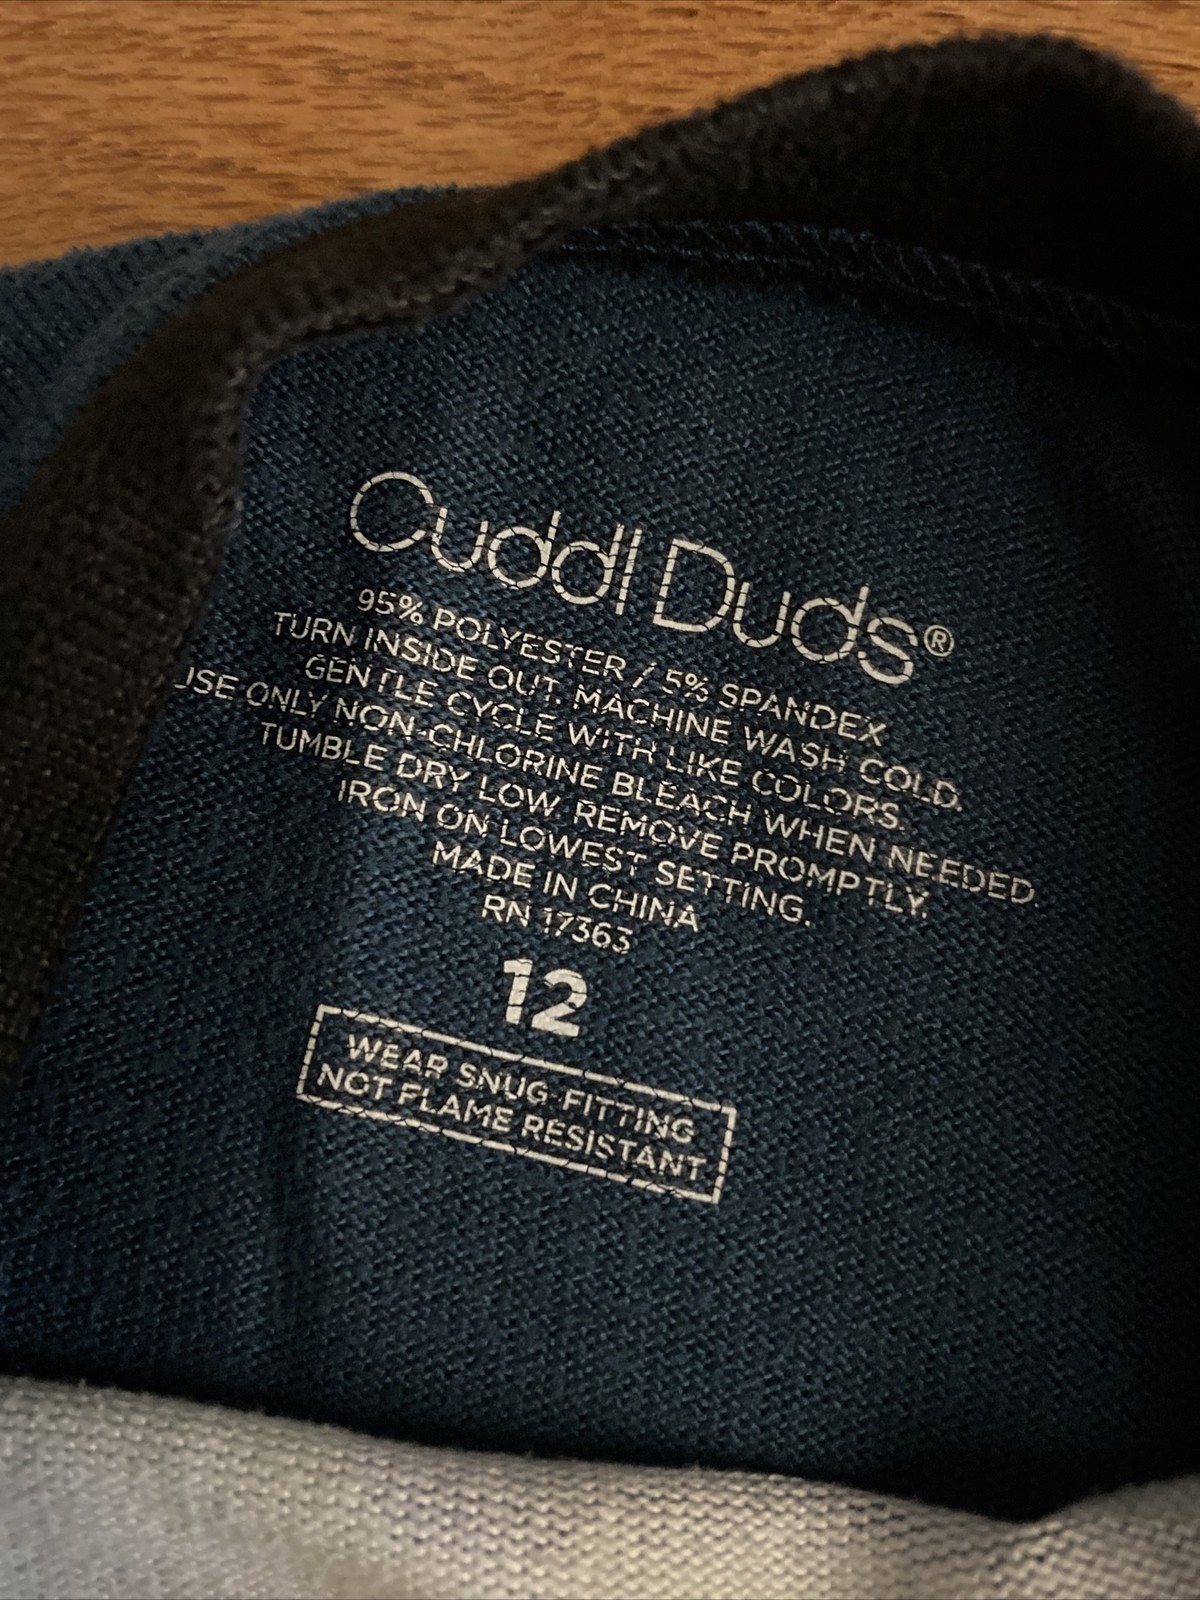 Cuddl Duds®
95% POLYESTER / 5% SPANDEX
TURN INSIDE OUT. MACHINE WASH COLD.
GENTLE CYCLE WITH LIKE COLORS.
USE ONLY NON-CHLORINE BLEACH WHEN NEEDED.
TUMBLE DRY LOW. REMOVE PROMPTLY.
IRON ON LOWEST SETTING.
MADE IN CHINA
RN 17363
12
WEAR SNUG-FITTING
NOT FLAME RESISTANT